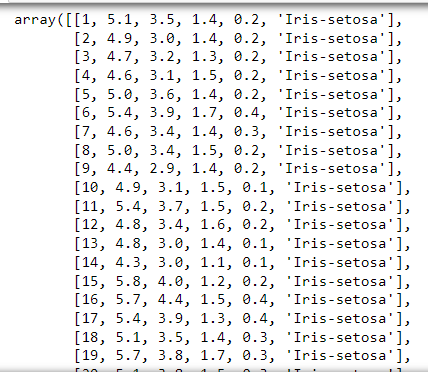 array([[1, 5.1, 3.5, 1.4, 0.2, 'Iris-setosa'],
[2, 4.9, 3.0, 1.4, 0.2, 'Iris-setosa'],
[3, 4.7, 3.2, 1.3, 0.2, 'Iris-setosa'],
[4, 4.6, 3.1, 1.5, 0.2, 'Iris-setosa'],
[5, 5.0, 3.6, 1.4, 0.2, 'Iris-setosa'],
[6, 5.4, 3.9, 1.7, 0.4, 'Iris-setosa'],
[7, 4.6, 3.4, 1.4, 0.3, 'Iris-setosa'],
[8, 5.0, 3.4, 1.5, 0.2, 'Iris-setosa'],
[9, 4.4, 2.9, 1.4, 0.2, 'Iris-setosa'],
[10, 4.9, 3.1, 1.5, 0.1, 'Iris-setosa'],
[11, 5.4, 3.7, 1.5, 0.2, 'Iris-setosa'],
[12, 4.8, 3.4, 1.6, 0.2, 'Iris-setosa'],
[13, 4.8, 3.0, 1.4, 0.1, 'Iris-setosa'],
[14, 4.3, 3.0, 1.1, 0.1, 'Iris-setosa'],
[15, 5.8, 4.0, 1.2, 0.2, 'Iris-setosa'],
[16, 5.7, 4.4, 1.5, 0.4, 'Iris-setosa'],
[17, 5.4, 3.9, 1.3, 0.4, 'Iris-setosa'],
[18, 5.1, 3.5, 1.4, 0.3, 'Iris-setosa'],
[19, 5.7, 3.8, 1.7, 0.3, 'Iris-setosa'],